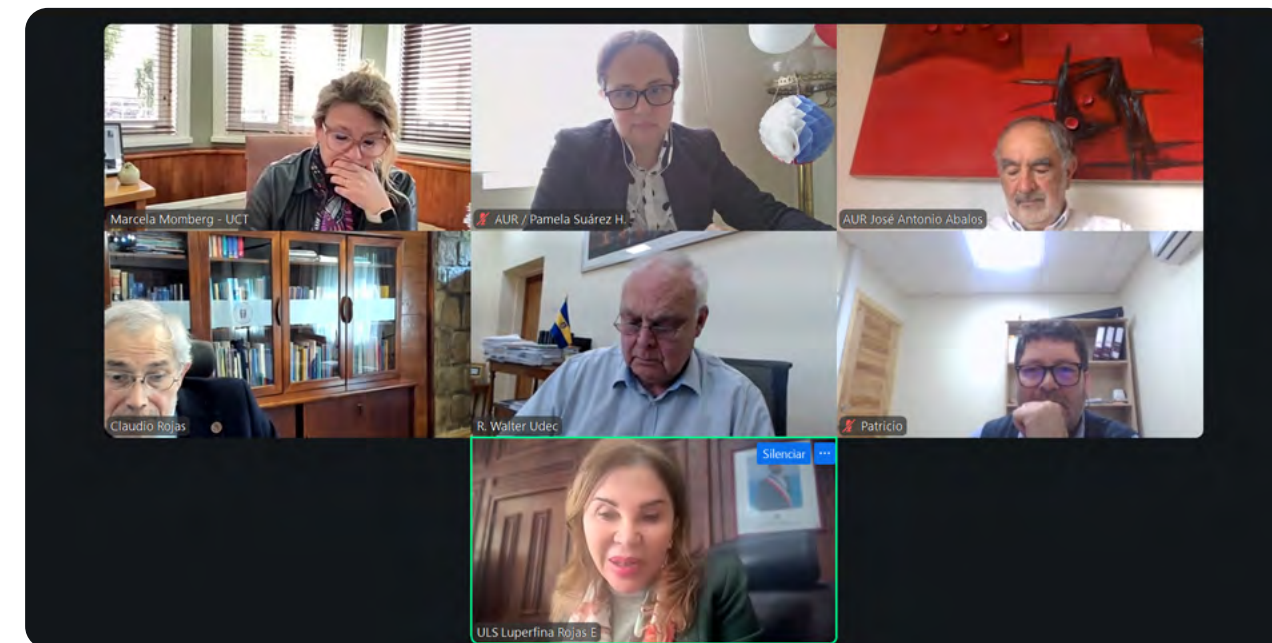 Marcela Momberg - UCT
AUR / Pamela Suárez H.
AUR José Antonio Abalos
Claudio Rojas
R. Walter Udec
Patricio
Silenciar
ULS Luperfina Rojas E